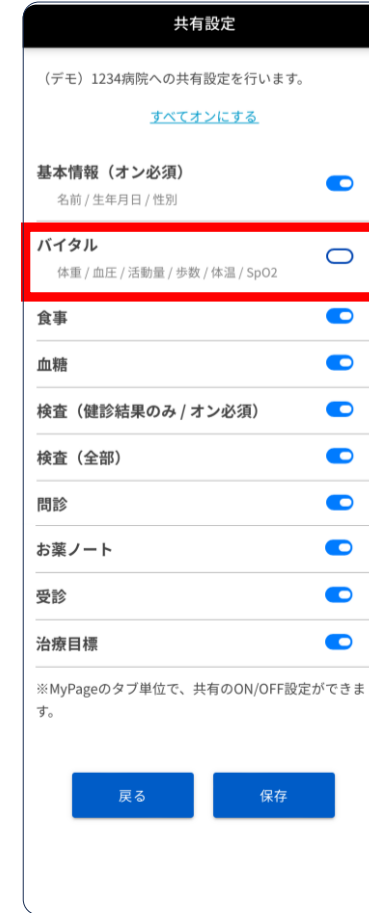 共有設定
（デモ）1234病院への共有設定を行います。
すべてオンにする
基本情報（オン必須）
名前 / 生年月日 / 性別
バイタル
体重 / 血圧 / 活動量 / 歩数 / 体温 / SpO2
食事
血糖
検査（健診結果のみ / オン必須）
検査（全部）
問診
お薬ノート
受診
治療目標
※MyPageのタブ単位で、共有のON/OFF設定ができま
す。
戻る
保存